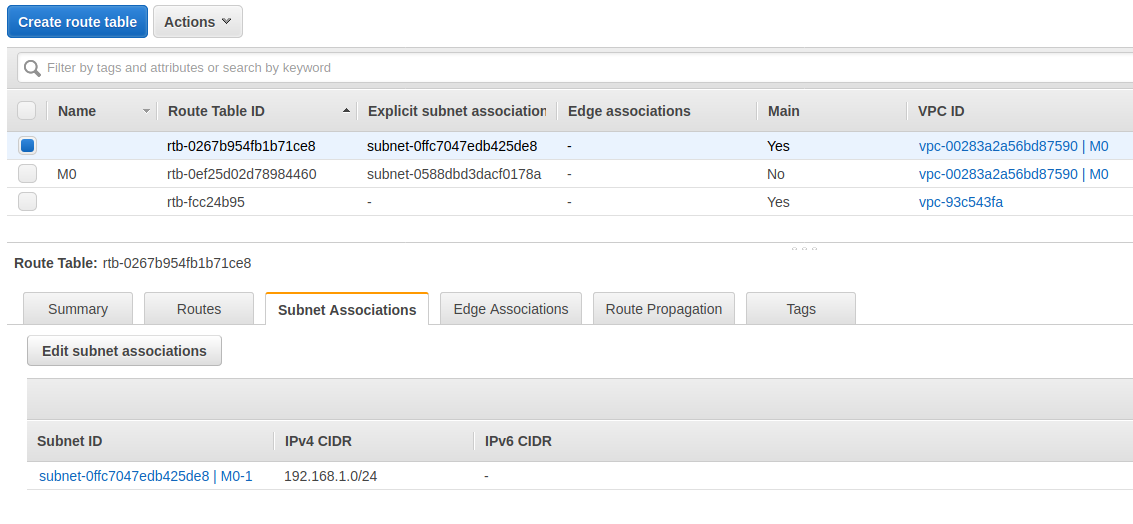 Create route table Actions
Filter by tags and attributes or search by keyword
Name Route Table ID Explicit subnet association Edge associations Main VPC ID
rtb-0267b954fb1b71ce8 subnet-0ffc7047edb425de8 - Yes vpc-00283a2a56bd87590 | M0
M0 rtb-0ef25d02d78984460 subnet-0588dbd3dacf0178a - No vpc-00283a2a56bd87590 | M0
rtb-fcc24b95 - - Yes vpc-93c543fa
Route Table: rtb-0267b954fb1b71ce8
Summary Routes Subnet Associations Edge Associations Route Propagation Tags
Edit subnet associations
Subnet ID IPv4 CIDR IPv6 CIDR
subnet-0ffc7047edb425de8 | M0-1 192.168.1.0/24 -